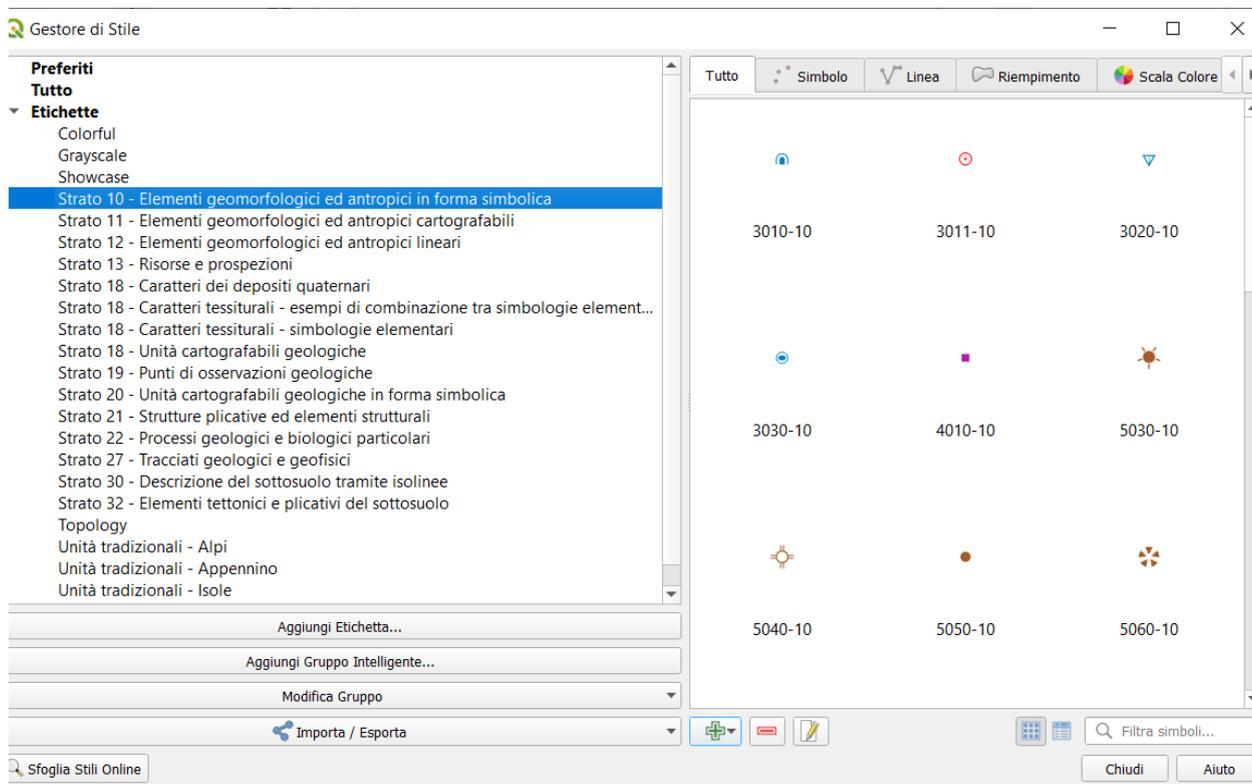 Gestore di Stile
Preferiti
Tutto
Etichette
Colorful
Grayscale
Showcase
Strato 10 - Elementi geomorfologici ed antropici in forma simbolica
Strato 11 - Elementi geomorfologici ed antropici cartografabili
Strato 12 - Elementi geomorfologici ed antropici lineari
Strato 13 - Risorse e prospezioni
Strato 18 - Caratteri dei depositi quaternari
Strato 18 - Caratteri tessiturali - esempi di combinazione tra simbologie element...
Strato 18 - Caratteri tessiturali - simbologie elementari
Strato 18 - Unità cartografabili geologiche
Strato 19 - Punti di osservazioni geologiche
Strato 20 - Unità cartografabili geologiche in forma simbolica
Strato 21 - Strutture plicative ed elementi strutturali
Strato 22 - Processi geologici e biologici particolari
Strato 27 - Tracciati geologici e geofisici
Strato 30 - Descrizione del sottosuolo tramite isolinee
Strato 32 - Elementi tettonici e plicativi del sottosuolo
Topology
Unità tradizionali - Alpi
Unità tradizionali - Appennino
Unità tradizionali - Isole
Aggiungi Etichetta...
Aggiungi Gruppo Intelligente...
Modifica Gruppo
Importa / Esporta
Sfoglia Stili Online
Tutto Simbolo Linea Riempimento Scala Colore
3010-10 3011-10 3020-10
3030-10 4010-10 5030-10
5040-10 5050-10 5060-10
Filtra simboli...
Chiudi Aiuto